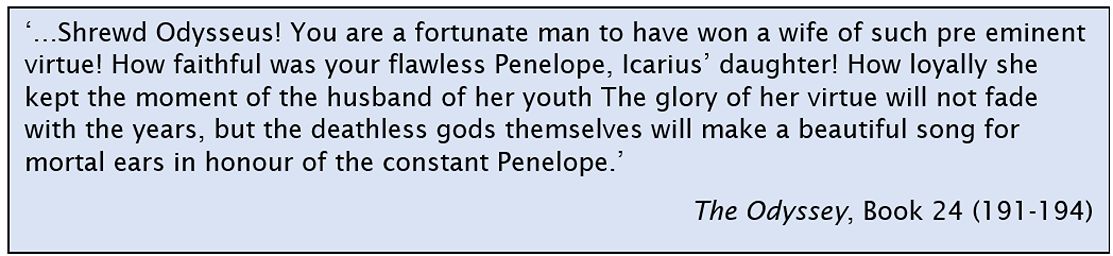 ‘…Shrewd Odysseus! You are a fortunate man to have won a wife of such pre eminent
virtue! How faithful was your flawless Penelope, Icarius’ daughter! How loyally she
kept the moment of the husband of her youth The glory of her virtue will not fade
with the years, but the deathless gods themselves will make a beautiful song for
mortal ears in honour of the constant Penelope.’
The Odyssey, Book 24 (191-194)